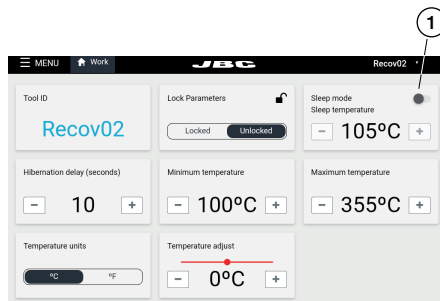 1
MENU Work JBC Recov02
Tool ID
Recov02
Lock Parameters
Locked Unlocked
Sleep mode
Sleep temperature
- 105ºC +
Hibernation delay (seconds)
- 10 +
Minimum temperature
- 100ºC +
Maximum temperature
- 355ºC +
Temperature units
ºC ºF
Temperature adjust
- 0ºC +